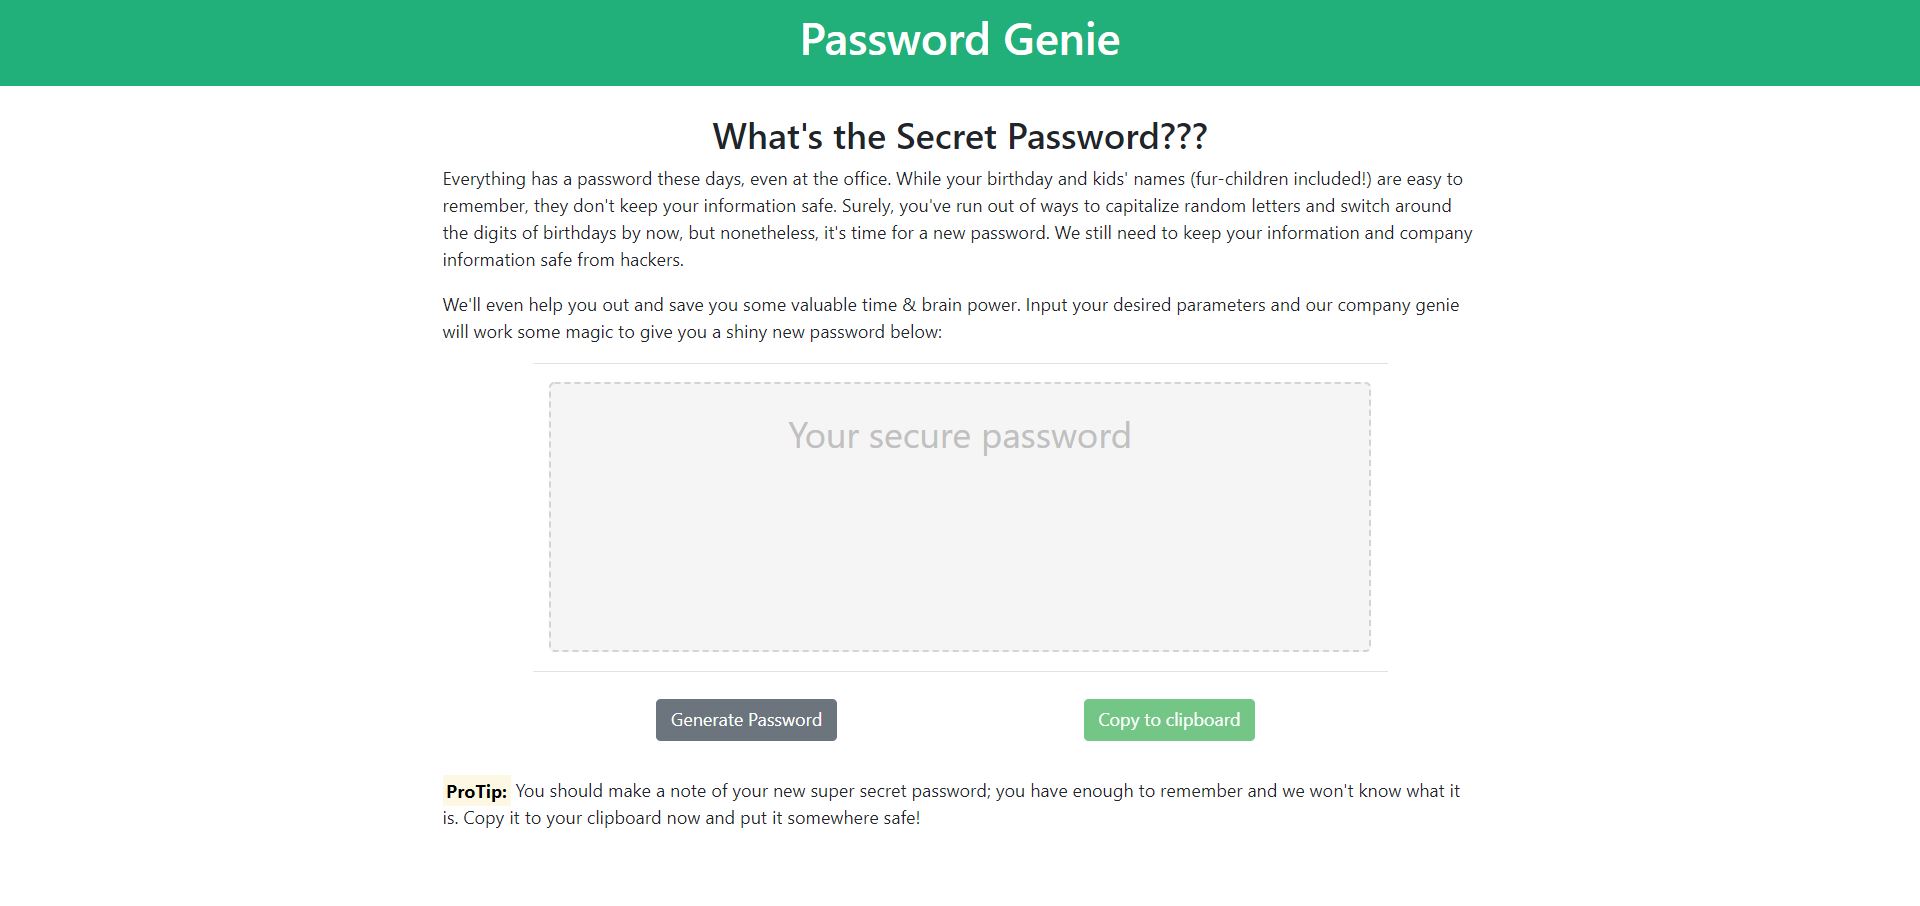 Password Genie
What's the Secret Password???
Everything has a password these days, even at the office. While your birthday and kids' names (fur-children included!) are easy to
remember, they don't keep your information safe. Surely, you've run out of ways to capitalize random letters and switch around
the digits of birthdays by now, but nonetheless, it's time for a new password. We still need to keep your information and company
information safe from hackers.
We'll even help you out and save you some valuable time & brain power. Input your desired parameters and our company genie
will work some magic to give you a shiny new password below:
Your secure password
Generate Password
Copy to clipboard
ProTip: You should make a note of your new super secret password; you have enough to remember and we won't know what it
is. Copy it to your clipboard now and put it somewhere safe!